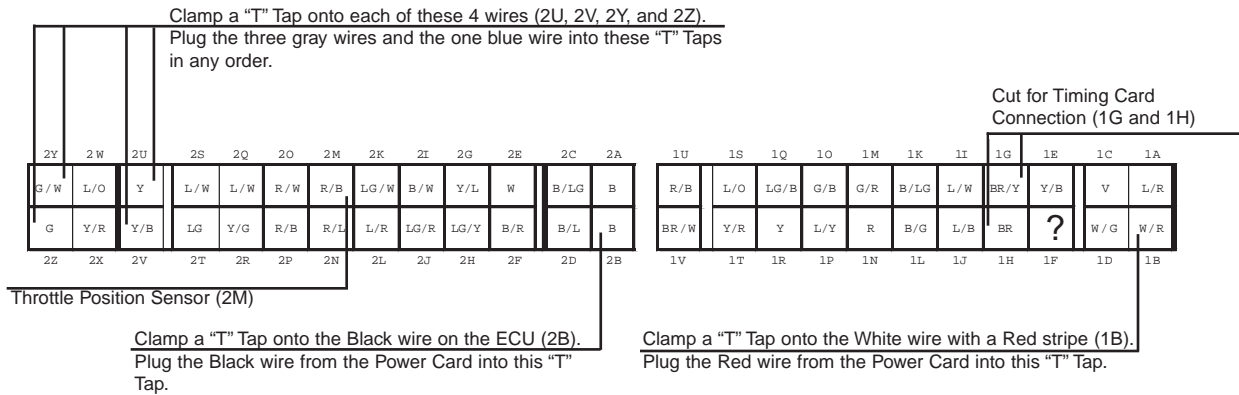 Clamp a “T” Tap onto each of these 4 wires (2U, 2V, 2Y, and 2Z).
Plug the three gray wires and the one blue wire into these “T” Taps
in any order.
Cut for Timing Card
Connection (1G and 1H)
2Y 2W 2U 2S 2Q 2O 2M 2K 2I 2G 2E 2C 2A 1U 1S 1Q 1O 1M 1K 1I 1G 1E 1C 1A
G/W L/O Y L/W L/W R/W R/B LG/W B/W Y/L W B/LG B R/B L/O LG/B G/B G/R B/LG L/W BR/Y Y/B V L/R
G Y/R Y/B LG Y/G R/B R/L L/R LG/R LG/Y B/R B/L B BR/W Y/R Y L/Y R B/G L/B BR ? W/G W/R
2Z 2X 2V 2T 2R 2P 2N 2L 2J 2H 2F 2D 2B 1V 1T 1R 1P 1N 1L 1J 1H 1F 1D 1B
Throttle Position Sensor (2M)
Clamp a “T” Tap onto the Black wire on the ECU (2B).
Plug the Black wire from the Power Card into this “T”
Tap.
Clamp a “T” Tap onto the White wire with a Red stripe (1B).
Plug the Red wire from the Power Card into this “T” Tap.